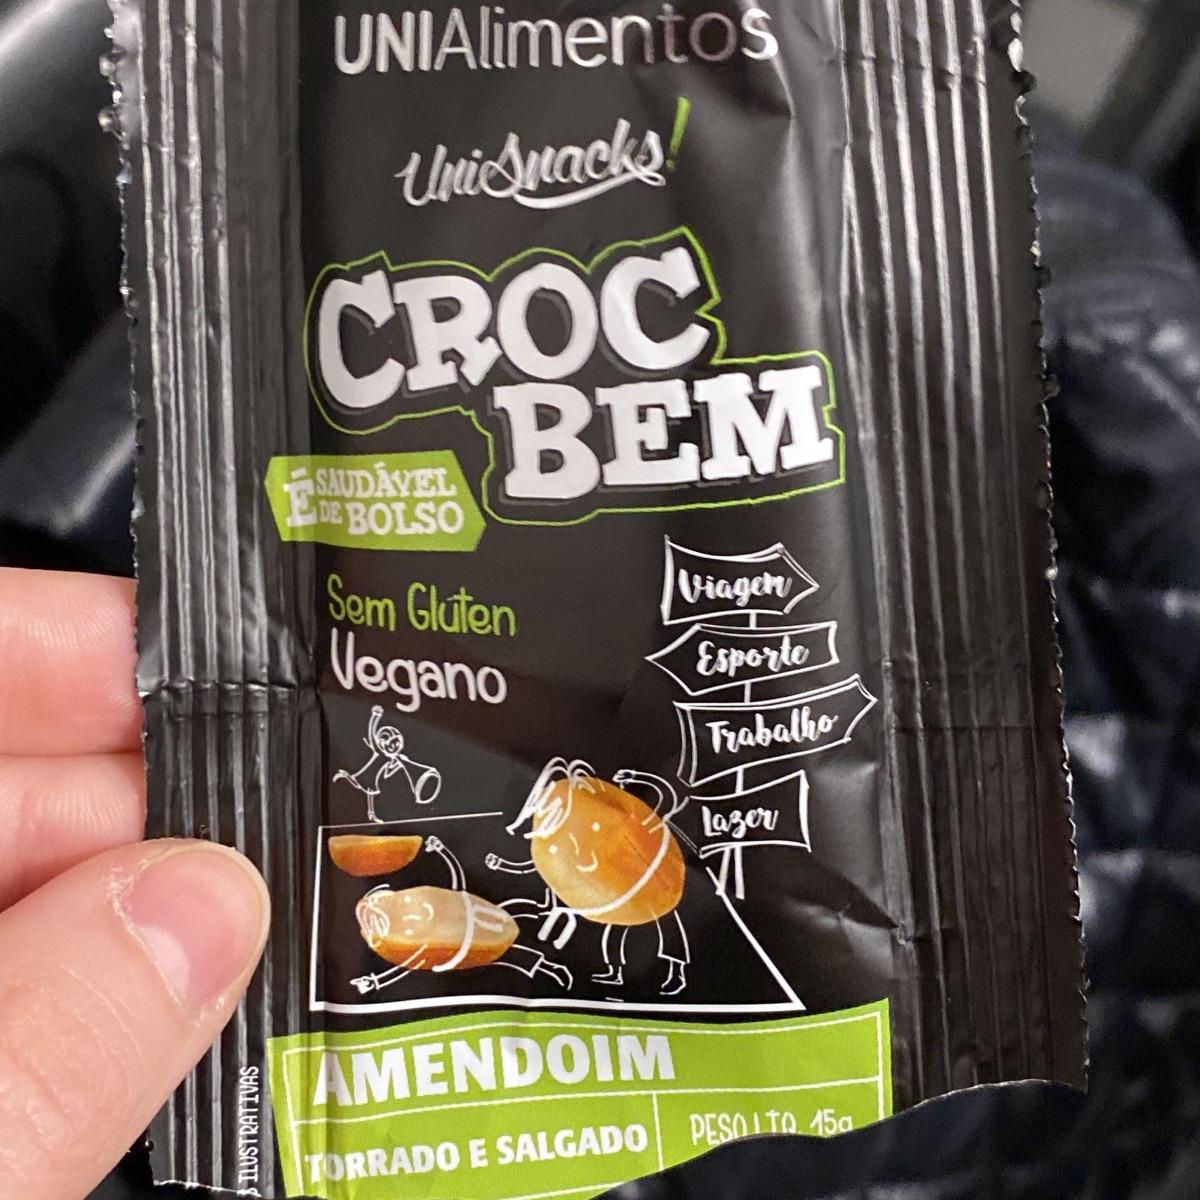 UNIAlimentos
UniSnacks!
CROC
BEM
É SAUDÁVEL
DE BOLSO
Sem Glúten
Vegano
Viagem
Esporte
Trabalho
Lazer
AMENDOIM
TORRADO E SALGADO
PESO LÍQ. 15g
ILUSTRATIVAS